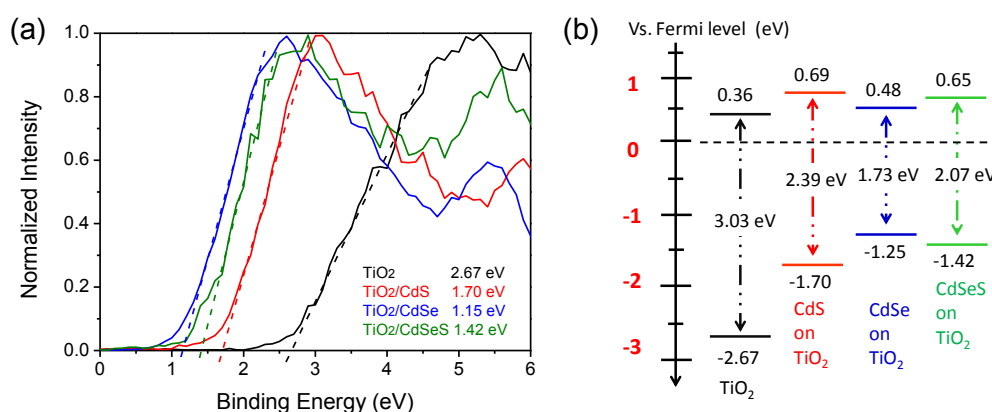 (a)
Normalized Intensity
1.0
0.8
0.6
0.4
0.2
0.0
0 1 2 3 4 5 6
Binding Energy (eV)
TiO2 2.67 eV
TiO2/CdS 1.70 eV
TiO2/CdSe 1.15 eV
TiO2/CdSeS 1.42 eV
(b)
Vs. Fermi level (eV)
1
0
-1
-2
-3
0.36
3.03 eV
-2.67
TiO2
0.69
2.39 eV
-1.70
CdS
on
TiO2
0.48
1.73 eV
-1.25
CdSe
on
TiO2
0.65
2.07 eV
-1.42
CdSeS
on
TiO2